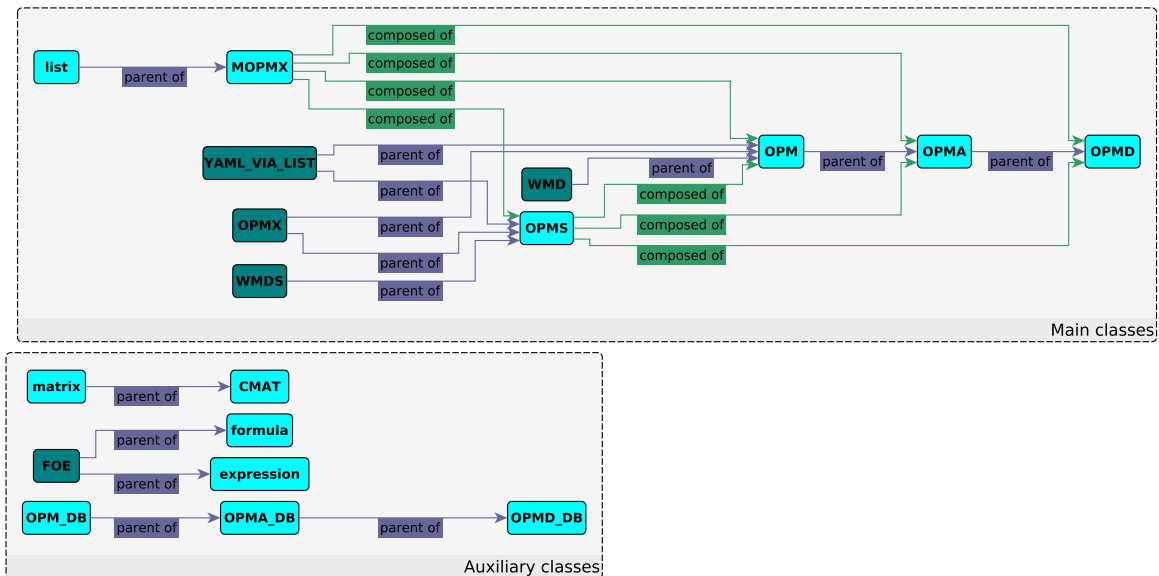 composed of
list
parent of
MOPMX
composed of
composed of
composed of
YAML_VIA_LIST
parent of
OPM
parent of
OPMA
parent of
OPMD
parent of
WMD
parent of
composed of
OPMX
parent of
OPMS
composed of
composed of
parent of
WMDS
parent of
Main classes
matrix
parent of
CMAT
FOE
parent of
formula
parent of
expression
OPM_DB
parent of
OPMA_DB
parent of
OPMD_DB
Auxiliary classes